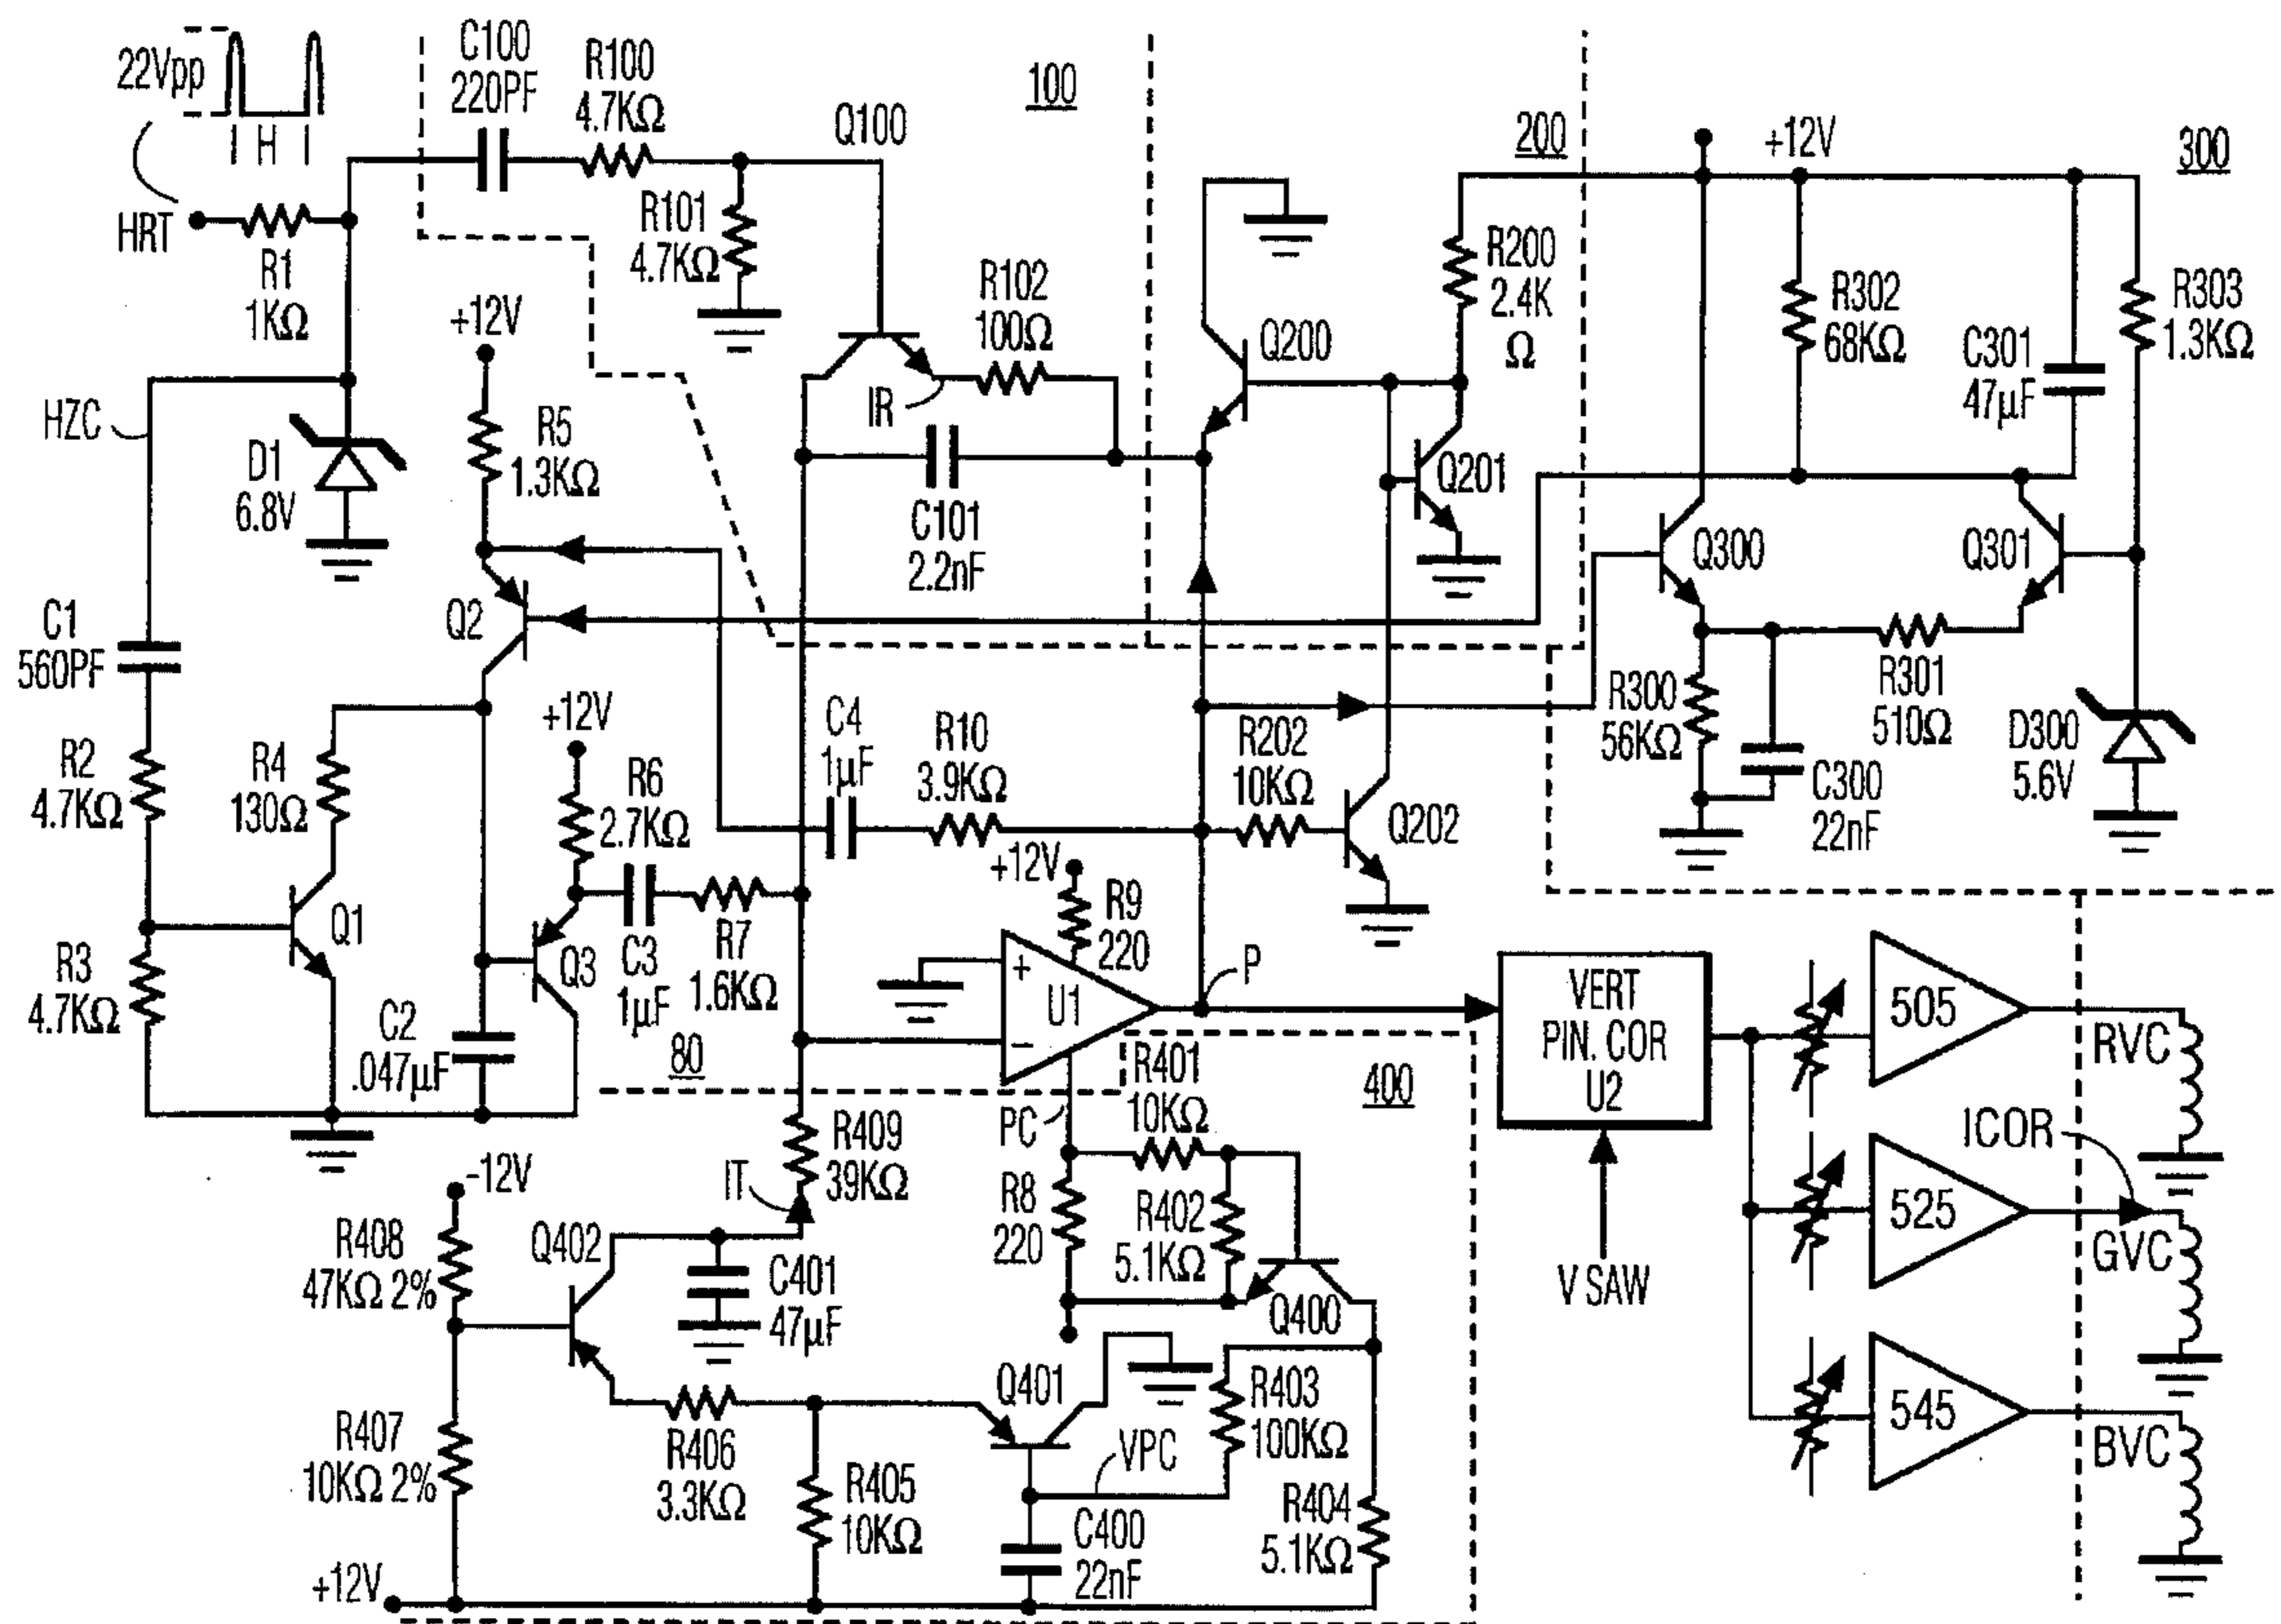 22Vpp
H
HRT
R1
1KΩ
C100
220PF
R100
4.7KΩ
100
Q100
R101
4.7KΩ
R102
100Ω
IR
C101
2.2nF
200
R200
2.4K
Ω
Q200
Q201
+12V
300
R302
68KΩ
C301
47µF
R303
1.3KΩ
HZC
D1
6.8V
+12V
R5
1.3KΩ
Q2
Q300
Q301
R300
56KΩ
R301
510Ω
C300
22nF
D300
5.6V
C1
560PF
R2
4.7KΩ
R3
4.7KΩ
R4
130Ω
Q1
+12V
R6
2.7KΩ
C4
1µF
R10
3.9KΩ
R202
10KΩ
Q202
Q3
C3
1µF
R7
1.6KΩ
C2
.047µF
80
+12V
R9
220
+
−
U1
P
VERT
PIN. COR
U2
V SAW
505
525
545
RVC
ICOR
GVC
BVC
400
PC
R401
10KΩ
R8
220
R402
5.1KΩ
Q400
R409
39KΩ
IT
−12V
R408
47KΩ 2%
Q402
C401
47µF
R407
10KΩ 2%
R406
3.3KΩ
R405
10KΩ
Q401
VPC
R403
100KΩ
C400
22nF
R404
5.1KΩ
+12V